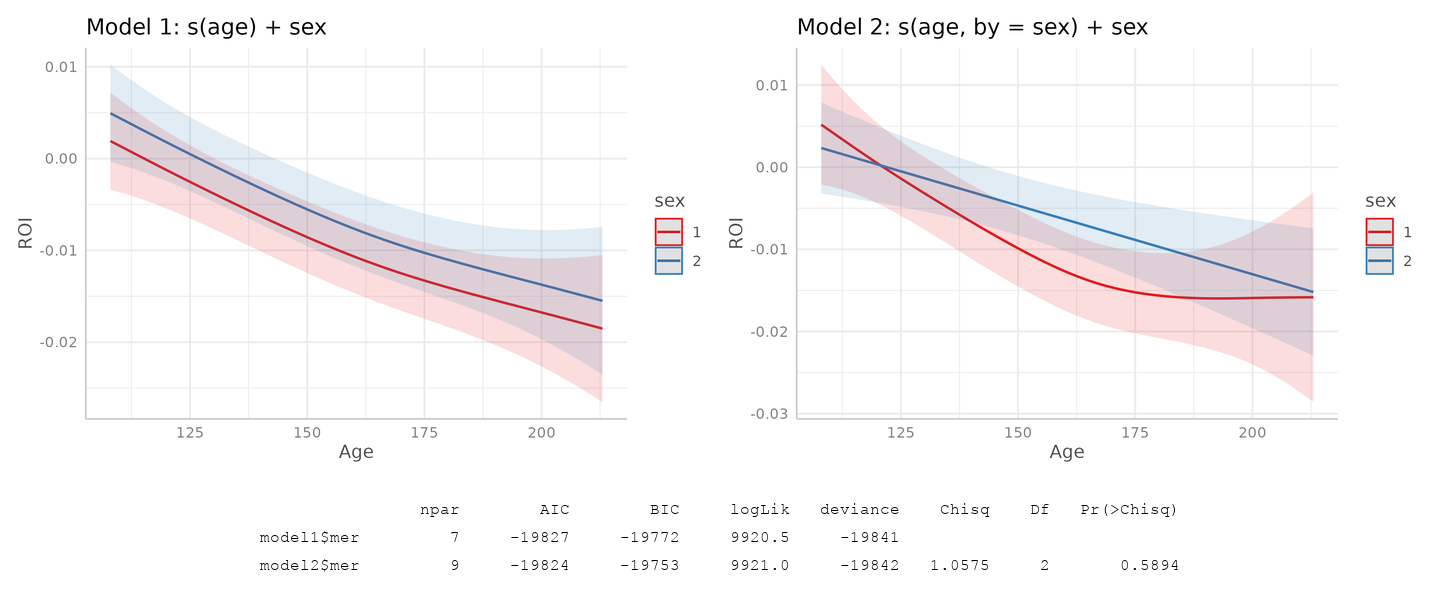 Model 1: s(age) + sex
0.01
0.00
-0.01
-0.02
ROI
125 150 175 200
Age
sex
1
2
Model 2: s(age, by = sex) + sex
0.01
0.00
-0.01
-0.02
-0.03
ROI
125 150 175 200
Age
sex
1
2
npar AIC BIC logLik deviance Chisq Df Pr(>Chisq)
model1$mer 7 -19827 -19772 9920.5 -19841
model2$mer 9 -19824 -19753 9921.0 -19842 1.0575 2 0.5894